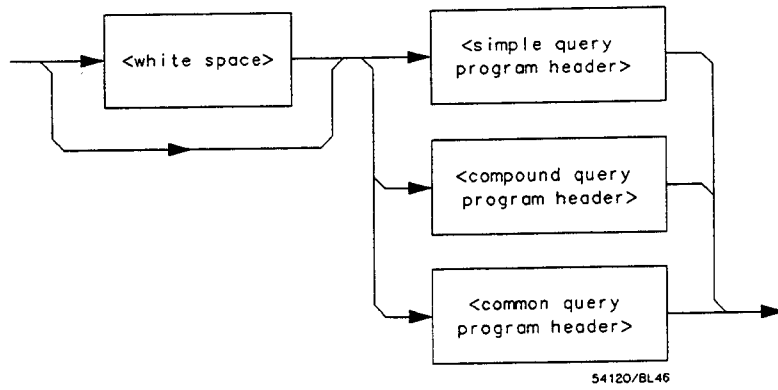 <white space>
<simple query
program header>
<compound query
program header>
<common query
program header>
54120/BL46